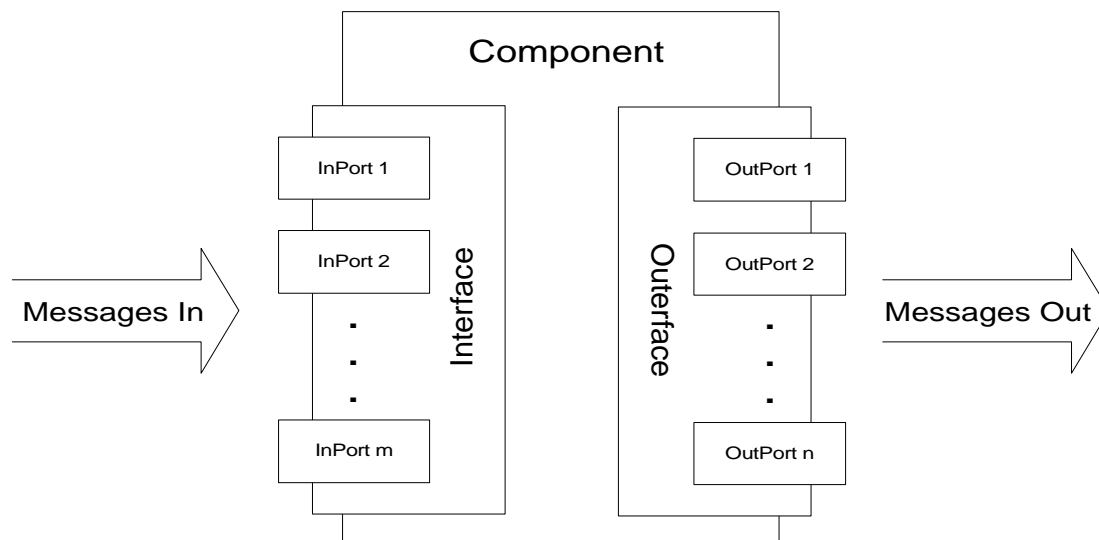 Component
InPort 1
OutPort 1
InPort 2
OutPort 2
Interface
Outerface
Messages In
Messages Out
InPort m
OutPort n